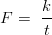 F = k/t